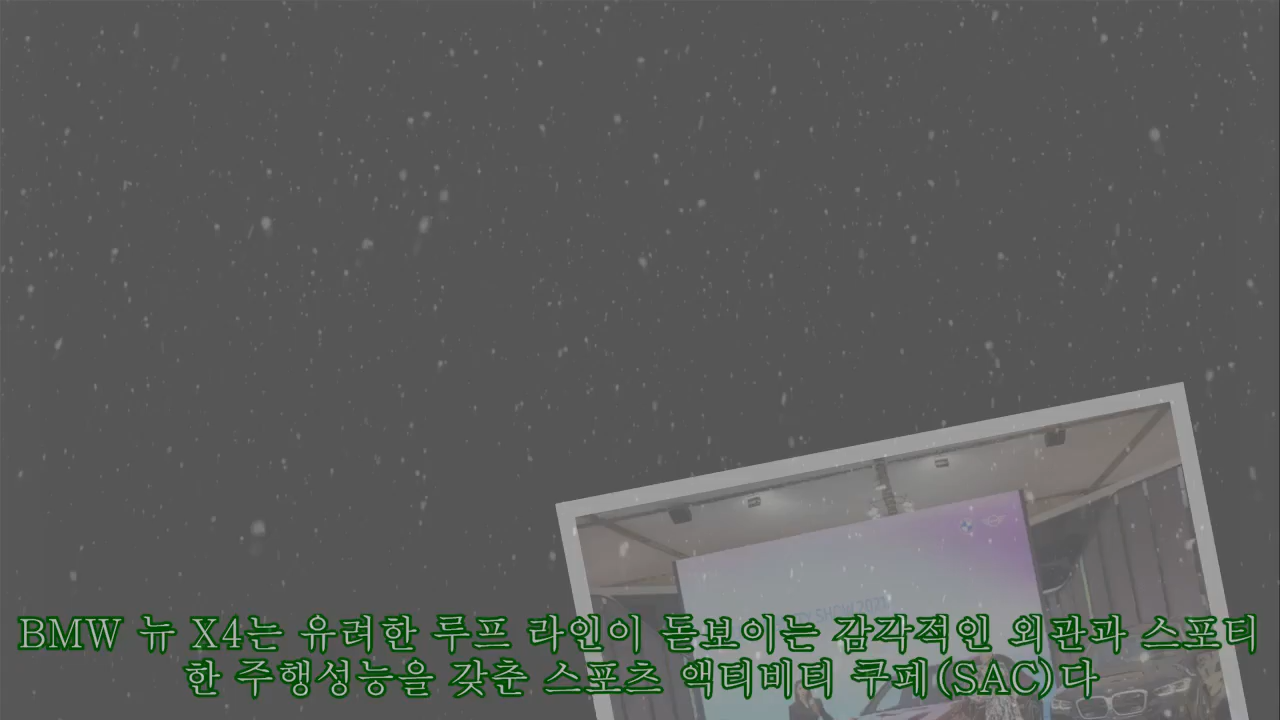 SHOW 2021
BMW 뉴 X4는 유려한 루프 라인이 돋보이는 감각적인 외관과 스포티
한 주행성능을 갖춘 스포츠 액티비티 쿠페(SAC)다